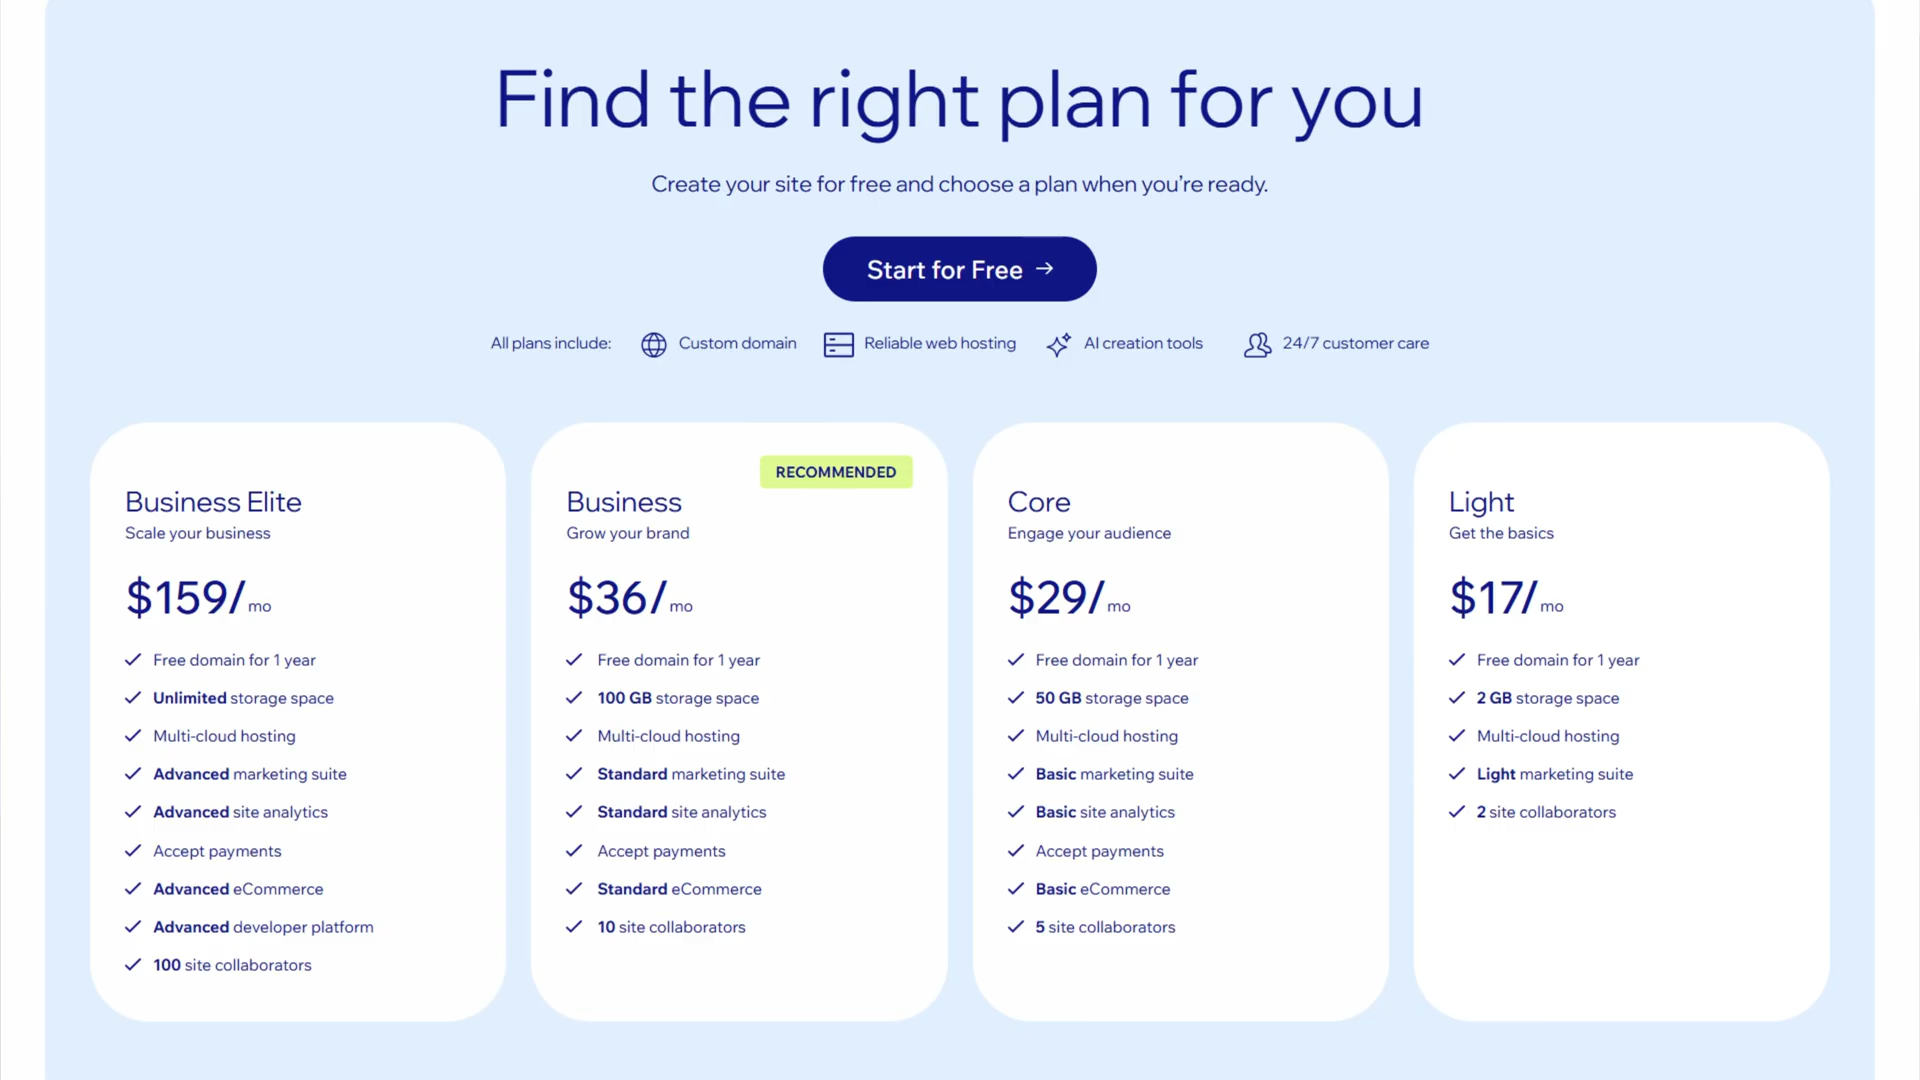 Find the right plan for you
Create your site for free and choose a plan when you're ready.
Start for Free →
All plans include: Custom domain Reliable web hosting AI creation tools 24/7 customer care
Business Elite
Scale your business
$159/mo
Free domain for 1 year
Unlimited storage space
Multi-cloud hosting
Advanced marketing suite
Advanced site analytics
Accept payments
Advanced eCommerce
Advanced developer platform
100 site collaborators
RECOMMENDED
Business
Grow your brand
$36/mo
Free domain for 1 year
100 GB storage space
Multi-cloud hosting
Standard marketing suite
Standard site analytics
Accept payments
Standard eCommerce
10 site collaborators
Core
Engage your audience
$29/mo
Free domain for 1 year
50 GB storage space
Multi-cloud hosting
Basic marketing suite
Basic site analytics
Accept payments
Basic eCommerce
5 site collaborators
Light
Get the basics
$17/mo
Free domain for 1 year
2 GB storage space
Multi-cloud hosting
Light marketing suite
2 site collaborators